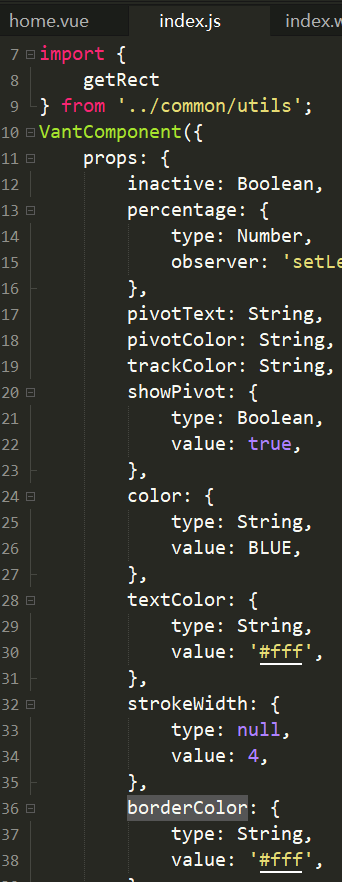 home.vue index.js index.w
7 import {
8 getRect
9 } from '../common/utils';
10 VantComponent({
11 props: {
12 inactive: Boolean,
13 percentage: {
14 type: Number,
15 observer: 'setLe
16 },
17 pivotText: String,
18 pivotColor: String,
19 trackColor: String,
20 showPivot: {
21 type: Boolean,
22 value: true,
23 },
24 color: {
25 type: String,
26 value: BLUE,
27 },
28 textColor: {
29 type: String,
30 value: '#fff',
31 },
32 strokeWidth: {
33 type: null,
34 value: 4,
35 },
36 borderColor: {
37 type: String,
38 value: '#fff',